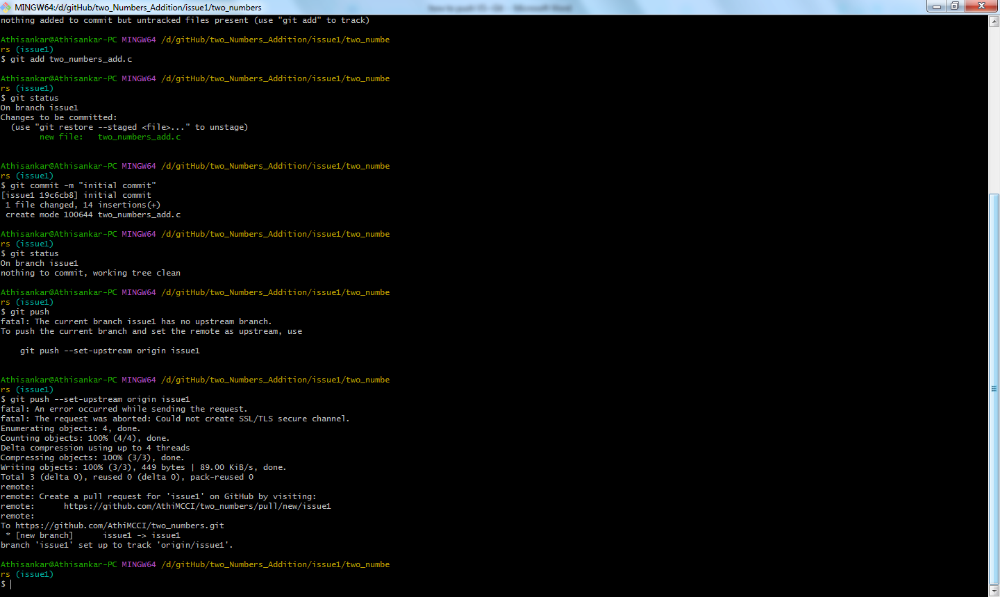 MINGW64:/d/gitHub/two_Numbers_Addition/issue1/two_numbers
nothing added to commit but untracked files present (use "git add" to track)
Athisankar@Athisankar-PC MINGW64 /d/gitHub/two_Numbers_Addition/issue1/two_numbe
rs (issue1)
$ git add two_numbers_add.c
Athisankar@Athisankar-PC MINGW64 /d/gitHub/two_Numbers_Addition/issue1/two_numbe
rs (issue1)
$ git status
On branch issue1
Changes to be committed:
  (use "git restore --staged <file>..." to unstage)
        new file:   two_numbers_add.c
Athisankar@Athisankar-PC MINGW64 /d/gitHub/two_Numbers_Addition/issue1/two_numbe
rs (issue1)
$ git commit -m "initial commit"
[issue1 19c6cb8] initial commit
 1 file changed, 14 insertions(+)
 create mode 100644 two_numbers_add.c
Athisankar@Athisankar-PC MINGW64 /d/gitHub/two_Numbers_Addition/issue1/two_numbe
rs (issue1)
$ git status
On branch issue1
nothing to commit, working tree clean
Athisankar@Athisankar-PC MINGW64 /d/gitHub/two_Numbers_Addition/issue1/two_numbe
rs (issue1)
$ git push
fatal: The current branch issue1 has no upstream branch.
To push the current branch and set the remote as upstream, use
    git push --set-upstream origin issue1
Athisankar@Athisankar-PC MINGW64 /d/gitHub/two_Numbers_Addition/issue1/two_numbe
rs (issue1)
$ git push --set-upstream origin issue1
fatal: An error occurred while sending the request.
fatal: The request was aborted: Could not create SSL/TLS secure channel.
Enumerating objects: 4, done.
Counting objects: 100% (4/4), done.
Delta compression using up to 4 threads
Compressing objects: 100% (3/3), done.
Writing objects: 100% (3/3), 449 bytes | 89.00 KiB/s, done.
Total 3 (delta 0), reused 0 (delta 0), pack-reused 0
remote:
remote: Create a pull request for 'issue1' on GitHub by visiting:
remote:      https://github.com/AthiMCCI/two_numbers/pull/new/issue1
remote:
To https://github.com/AthiMCCI/two_numbers.git
 * [new branch]      issue1 -> issue1
branch 'issue1' set up to track 'origin/issue1'.
Athisankar@Athisankar-PC MINGW64 /d/gitHub/two_Numbers_Addition/issue1/two_numbe
rs (issue1)
$